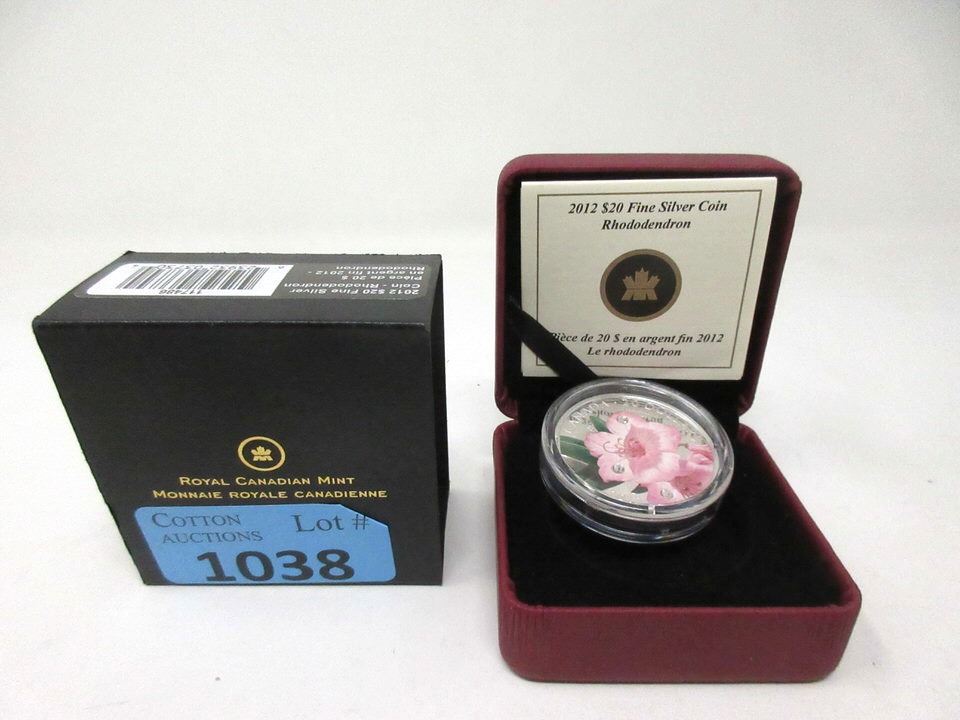 117486
2012 $20 Fine Silver
Coin - Rhododendron
Pièce de 20 $
en argent fin 2012 -
Rhododendron
ROYAL CANADIAN MINT
MONNAIE ROYALE CANADIENNE
COTTON
AUCTIONS
Lot #
1038
2012 $20 Fine Silver Coin
Rhododendron
Pièce de 20 $ en argent fin 2012
Le rhododendron
CANADA